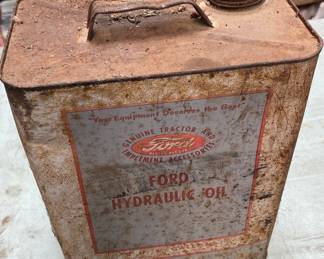 "Your Equipment Deserves the Best"
GENUINE TRACTOR AND
Ford
IMPLEMENT ACCESSORIES
FORD
HYDRAULIC OIL